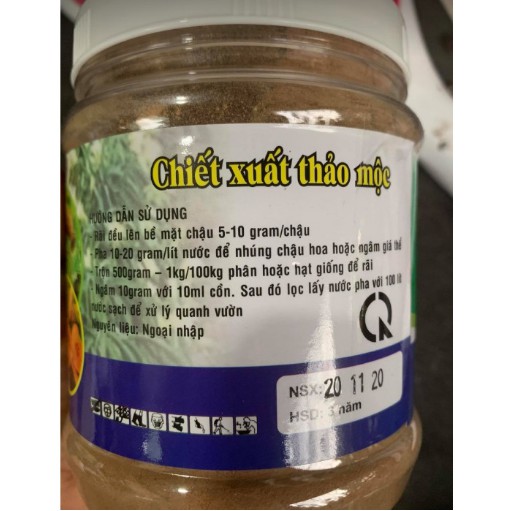 Chiết xuất thảo mộc
HƯỚNG DẪN SỬ DỤNG
- Rải đều lên bề mặt chậu 5-10 gram/chậu
- Pha 10-20 gram/lít nước để nhúng chậu hoa hoặc ngâm giá thể
- Trộn 500gram – 1kg/100kg phân hoặc hạt giống để rải
- Ngâm 10gram với 10ml cồn. Sau đó lọc lấy nước pha với 100 lít
nước sạch để xử lý quanh vườn
Nguyên liệu: Ngoại nhập
NSX: 20 11 20
HSD: 3 năm